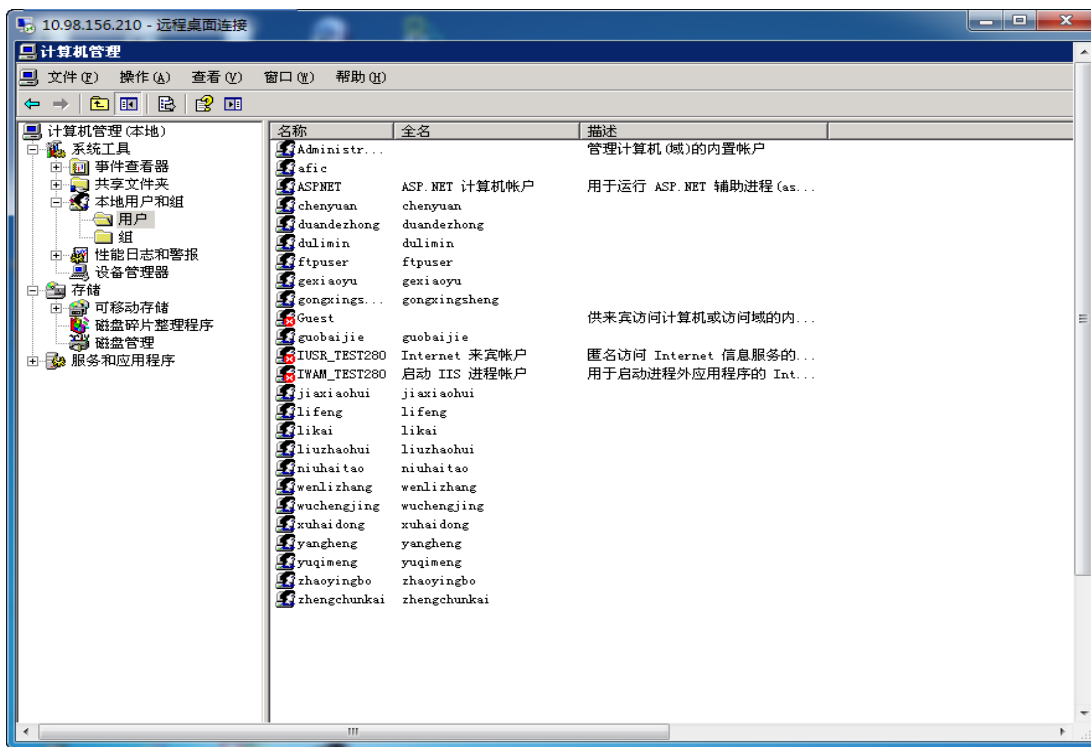 10.98.156.210 - 远程桌面连接
计算机管理
文件(F) 操作(A) 查看(V) 窗口(W) 帮助(H)
计算机管理(本地)
系统工具
事件查看器
共享文件夹
本地用户和组
用户
组
性能日志和警报
设备管理器
存储
可移动存储
磁盘碎片整理程序
磁盘管理
服务和应用程序
名称 全名 描述
Administr... 管理计算机(域)的内置帐户
afic
ASPNET ASP.NET 计算机帐户 用于运行 ASP.NET 辅助进程(as...
chenyuan chenyuan
duandezhong duandezhong
dulimin dulimin
ftpuser ftpuser
gexiaoyu gexiaoyu
gongxings... gongxingsheng
Guest 供来宾访问计算机或访问域的内...
guobaijie guobaijie
IUSR_TEST280 Internet 来宾帐户 匿名访问 Internet 信息服务的...
IWAM_TEST280 启动 IIS 进程帐户 用于启动进程外应用程序的 Int...
jiaxiaohui jiaxiaohui
lifeng lifeng
likai likai
liuzhaohui liuzhaohui
niuhaitao niuhaitao
wenlizhang wenlizhang
wuchengjing wuchengjing
xuhaidong xuhaidong
yangheng yangheng
yuqimeng yuqimeng
zhaoyingbo zhaoyingbo
zhengchunkai zhengchunkai